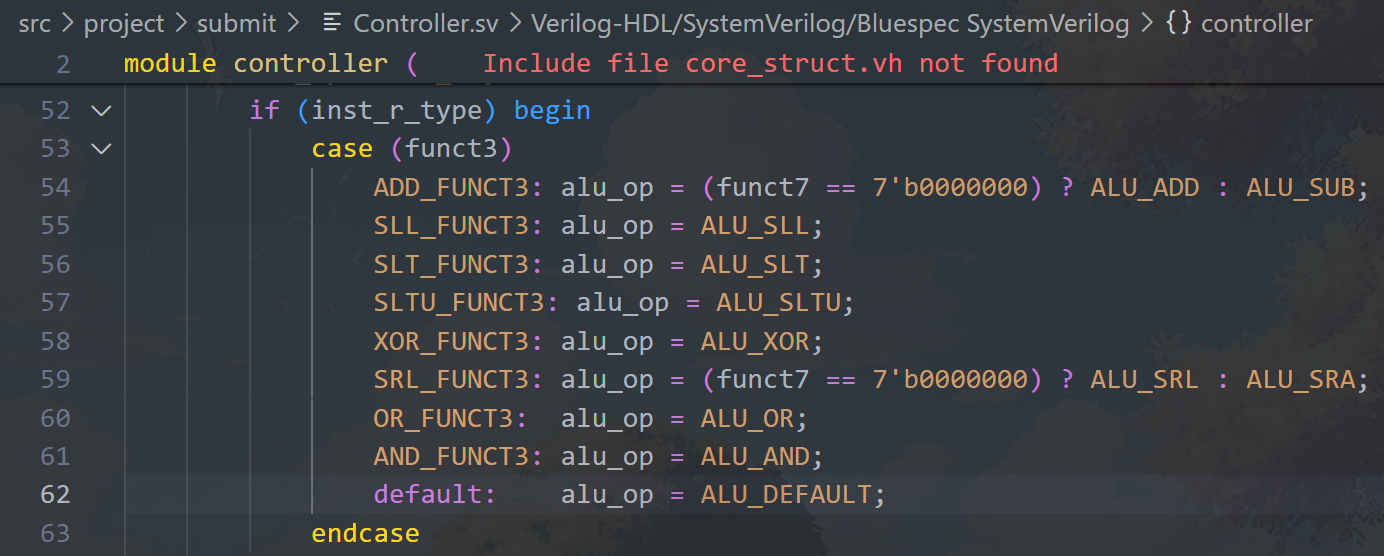 src > project > submit > Controller.sv > Verilog-HDL/SystemVerilog/Bluespec SystemVerilog > {} controller
2 module controller ( Include file core_struct.vh not found
52 if (inst_r_type) begin
53 case (funct3)
54 ADD_FUNCT3: alu_op = (funct7 == 7'b0000000) ? ALU_ADD : ALU_SUB;
55 SLL_FUNCT3: alu_op = ALU_SLL;
56 SLT_FUNCT3: alu_op = ALU_SLT;
57 SLTU_FUNCT3: alu_op = ALU_SLTU;
58 XOR_FUNCT3: alu_op = ALU_XOR;
59 SRL_FUNCT3: alu_op = (funct7 == 7'b0000000) ? ALU_SRL : ALU_SRA;
60 OR_FUNCT3:  alu_op = ALU_OR;
61 AND_FUNCT3: alu_op = ALU_AND;
62 default:    alu_op = ALU_DEFAULT;
63 endcase